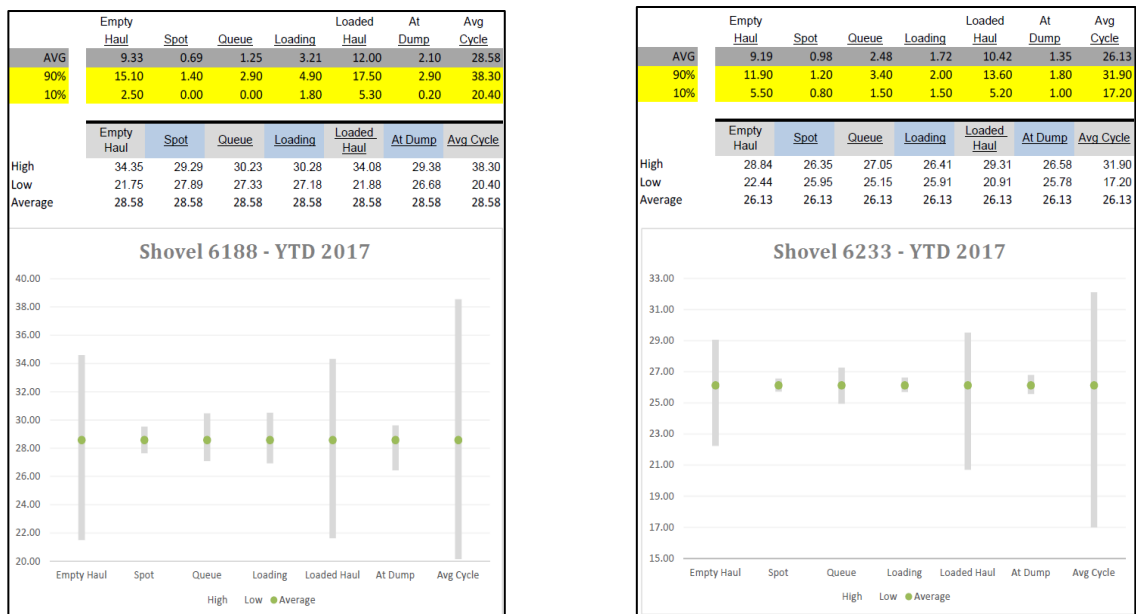 Empty Loaded At Avg
Haul Spot Queue Loading Haul Dump Cycle
AVG 9.33 0.69 1.25 3.21 12.00 2.10 28.58
90% 15.10 1.40 2.90 4.90 17.50 2.90 38.30
10% 2.50 0.00 0.00 1.80 5.30 0.20 20.40
Empty Loaded
Haul Spot Queue Loading Haul At Dump Avg Cycle
High 34.35 29.29 30.23 30.28 34.08 29.38 38.30
Low 21.75 27.89 27.33 27.18 21.88 26.68 20.40
Average 28.58 28.58 28.58 28.58 28.58 28.58 28.58
Shovel 6188 - YTD 2017
40.00
38.00
36.00
34.00
32.00
30.00
28.00
26.00
24.00
22.00
20.00
Empty Haul Spot Queue Loading Loaded Haul At Dump Avg Cycle
High Low Average
Empty Loaded At Avg
Haul Spot Queue Loading Haul Dump Cycle
AVG 9.19 0.98 2.48 1.72 10.42 1.35 26.13
90% 11.90 1.20 3.40 2.00 13.60 1.80 31.90
10% 5.50 0.80 1.50 1.50 5.20 1.00 17.20
Empty Loaded
Haul Spot Queue Loading Haul At Dump Avg Cycle
High 28.84 26.35 27.05 26.41 29.31 26.58 31.90
Low 22.44 25.95 25.15 25.91 20.91 25.78 17.20
Average 26.13 26.13 26.13 26.13 26.13 26.13 26.13
Shovel 6233 - YTD 2017
33.00
31.00
29.00
27.00
25.00
23.00
21.00
19.00
17.00
15.00
Empty Haul Spot Queue Loading Loaded Haul At Dump Avg Cycle
High Low Average